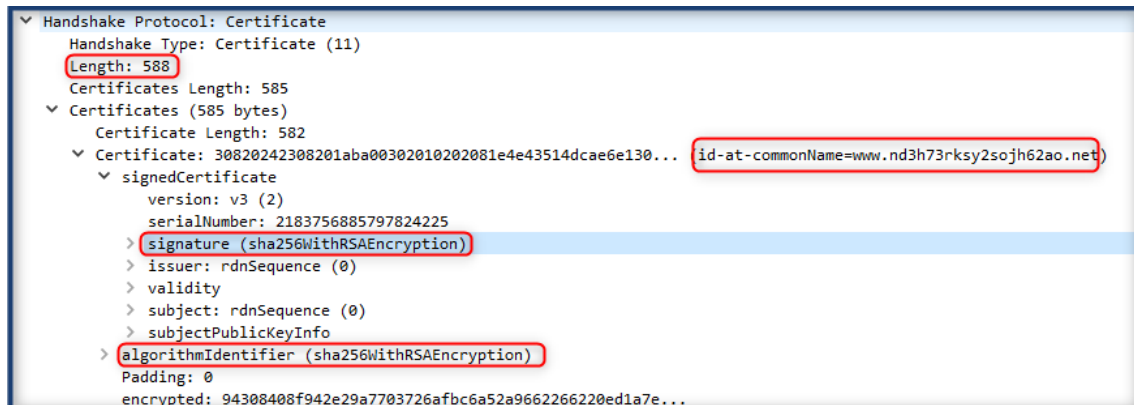 Handshake Protocol: Certificate
Handshake Type: Certificate (11)
Length: 588
Certificates Length: 585
Certificates (585 bytes)
Certificate Length: 582
Certificate: 30820242308201aba00302010202081e4e43514dcae6e130... (id-at-commonName=www.nd3h73rksy2sojh62ao.net)
signedCertificate
version: v3 (2)
serialNumber: 2183756885797824225
signature (sha256WithRSAEncryption)
issuer: rdnSequence (0)
validity
subject: rdnSequence (0)
subjectPublicKeyInfo
algorithmIdentifier (sha256WithRSAEncryption)
Padding: 0
encrypted: 94308408f942e29a7703726afbc6a52a9662266220ed1a7e...